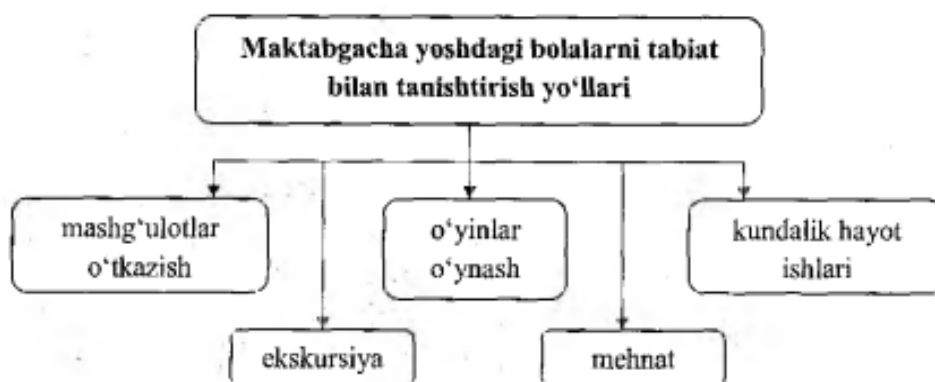 Maktabgacha yoshdagi bolalarni tabiat
bilan tanishtirish yo‘llari
mashg‘ulotlar
o‘tkazish
o‘yinlar
o‘ynash
kundalik hayot
ishlari
ekskursiya
mehnat